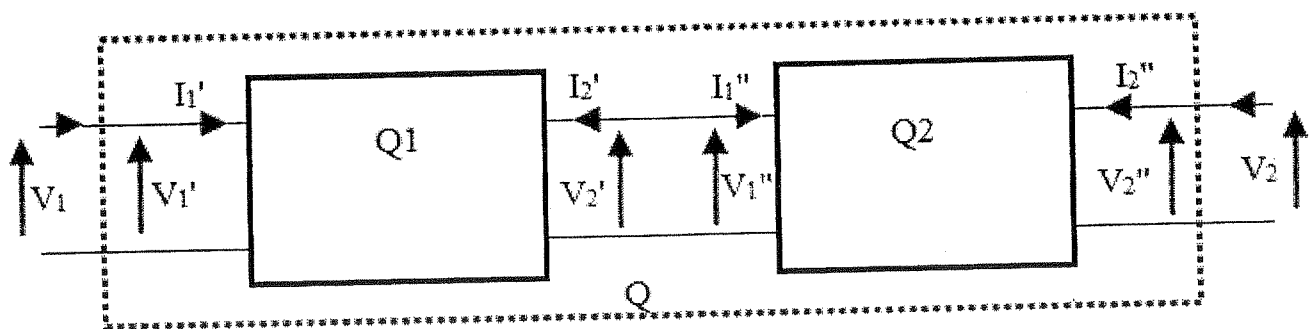 I₁'
I₂'
I₁"
I₂"
Q1
Q2
V₁
V₁'
V₂'
V₁"
V₂"
V₂
Q